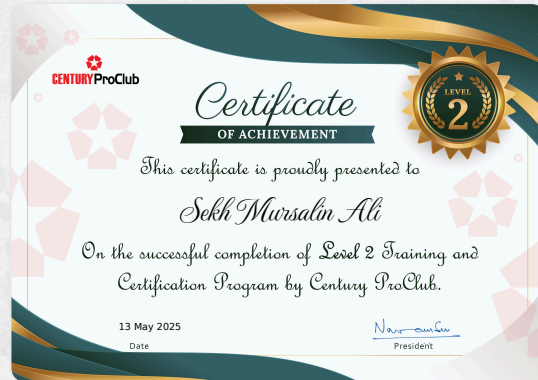 CENTURY ProClub
Certificate
OF ACHIEVEMENT
LEVEL
2
This certificate is proudly presented to
Sekh Mursalin Ali
On the successful completion of Level 2 Training and
Certification Program by Century ProClub.
13 May 2025
Date
President